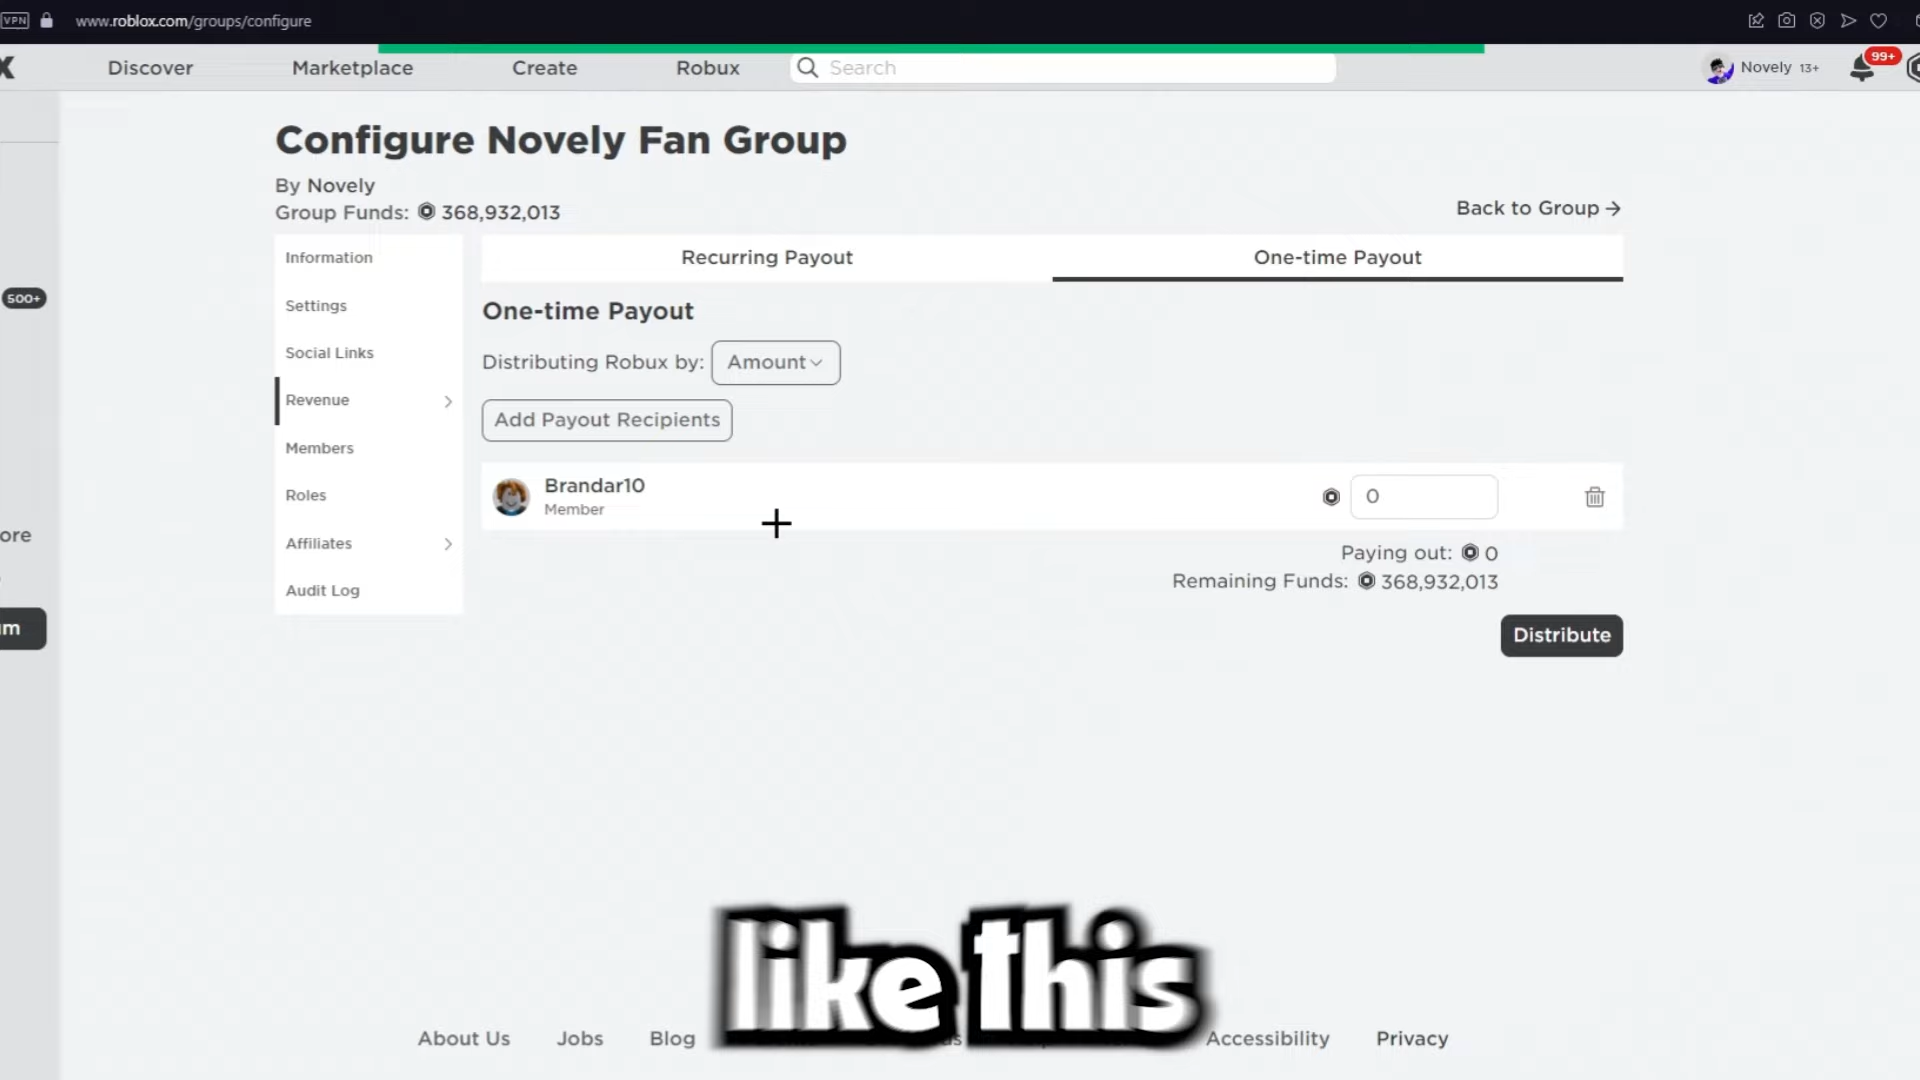 VPN
www.roblox.com/groups/configure
X
Discover
Marketplace
Create
Robux
Search
Novely 13+
99+
Configure Novely Fan Group
By Novely
Group Funds: 368,932,013
Back to Group
Information
Settings
Social Links
Revenue
Members
Roles
Affiliates
Audit Log
500+
ore
um
Recurring Payout
One-time Payout
One-time Payout
Distributing Robux by: Amount
Add Payout Recipients
Brandar10
Member
0
Paying out: 0
Remaining Funds: 368,932,013
Distribute
like this
About Us
Jobs
Blog
Accessibility
Privacy